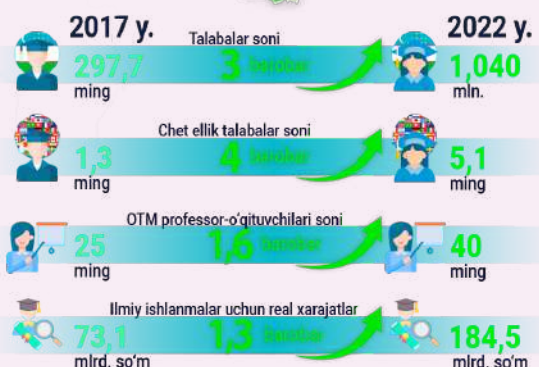 2017 y.
2022 y.
Talabalar soni
297,7
3 barobar
1,040
ming
mln.
Chet ellik talabalar soni
1,3
4 barobar
5,1
ming
ming
OTM professor-o'qituvchilari soni
25
1,6 barobar
40
ming
ming
Ilmiy ishlanmalar uchun real xarajatlar
73,1
1,3 barobar
184,5
mlrd. so'm
mlrd. so'm